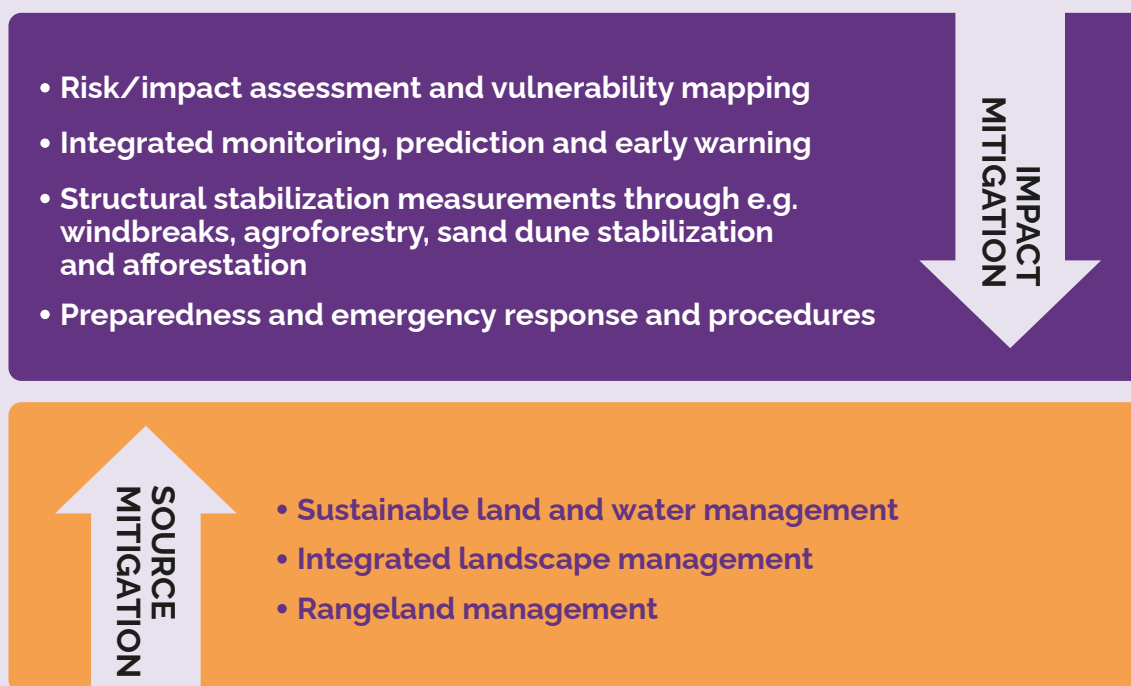 • Risk/impact assessment and vulnerability mapping
• Integrated monitoring, prediction and early warning
• Structural stabilization measurements through e.g.
windbreaks, agroforestry, sand dune stabilization
and afforestation
• Preparedness and emergency response and procedures
IMPACT
MITIGATION
SOURCE
MITIGATION
• Sustainable land and water management
• Integrated landscape management
• Rangeland management